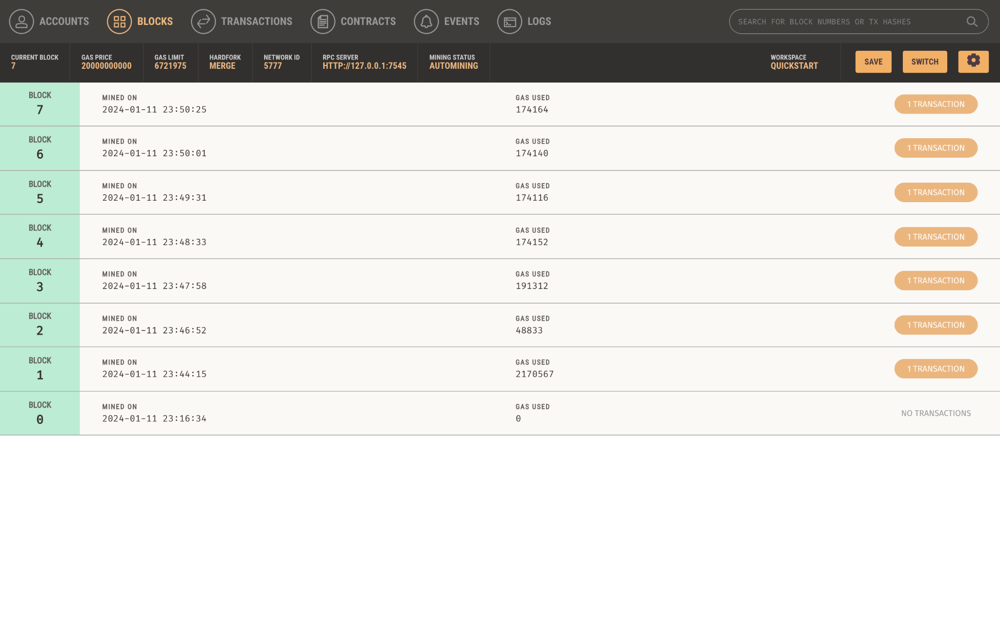 ACCOUNTS BLOCKS TRANSACTIONS CONTRACTS EVENTS LOGS SEARCH FOR BLOCK NUMBERS OR TX HASHES
CURRENT BLOCK GAS PRICE GAS LIMIT HARDFORK NETWORK ID RPC SERVER MINING STATUS WORKSPACE
7 20000000000 6721975 MERGE 5777 HTTP://127.0.0.1:7545 AUTOMINING QUICKSTART SAVE SWITCH
BLOCK MINED ON GAS USED
7 2024-01-11 23:50:25 174164 1 TRANSACTION
BLOCK MINED ON GAS USED
6 2024-01-11 23:50:01 174140 1 TRANSACTION
BLOCK MINED ON GAS USED
5 2024-01-11 23:49:31 174116 1 TRANSACTION
BLOCK MINED ON GAS USED
4 2024-01-11 23:48:33 174152 1 TRANSACTION
BLOCK MINED ON GAS USED
3 2024-01-11 23:47:58 191312 1 TRANSACTION
BLOCK MINED ON GAS USED
2 2024-01-11 23:46:52 48833 1 TRANSACTION
BLOCK MINED ON GAS USED
1 2024-01-11 23:44:15 2170567 1 TRANSACTION
BLOCK MINED ON GAS USED
0 2024-01-11 23:16:34 0 NO TRANSACTIONS